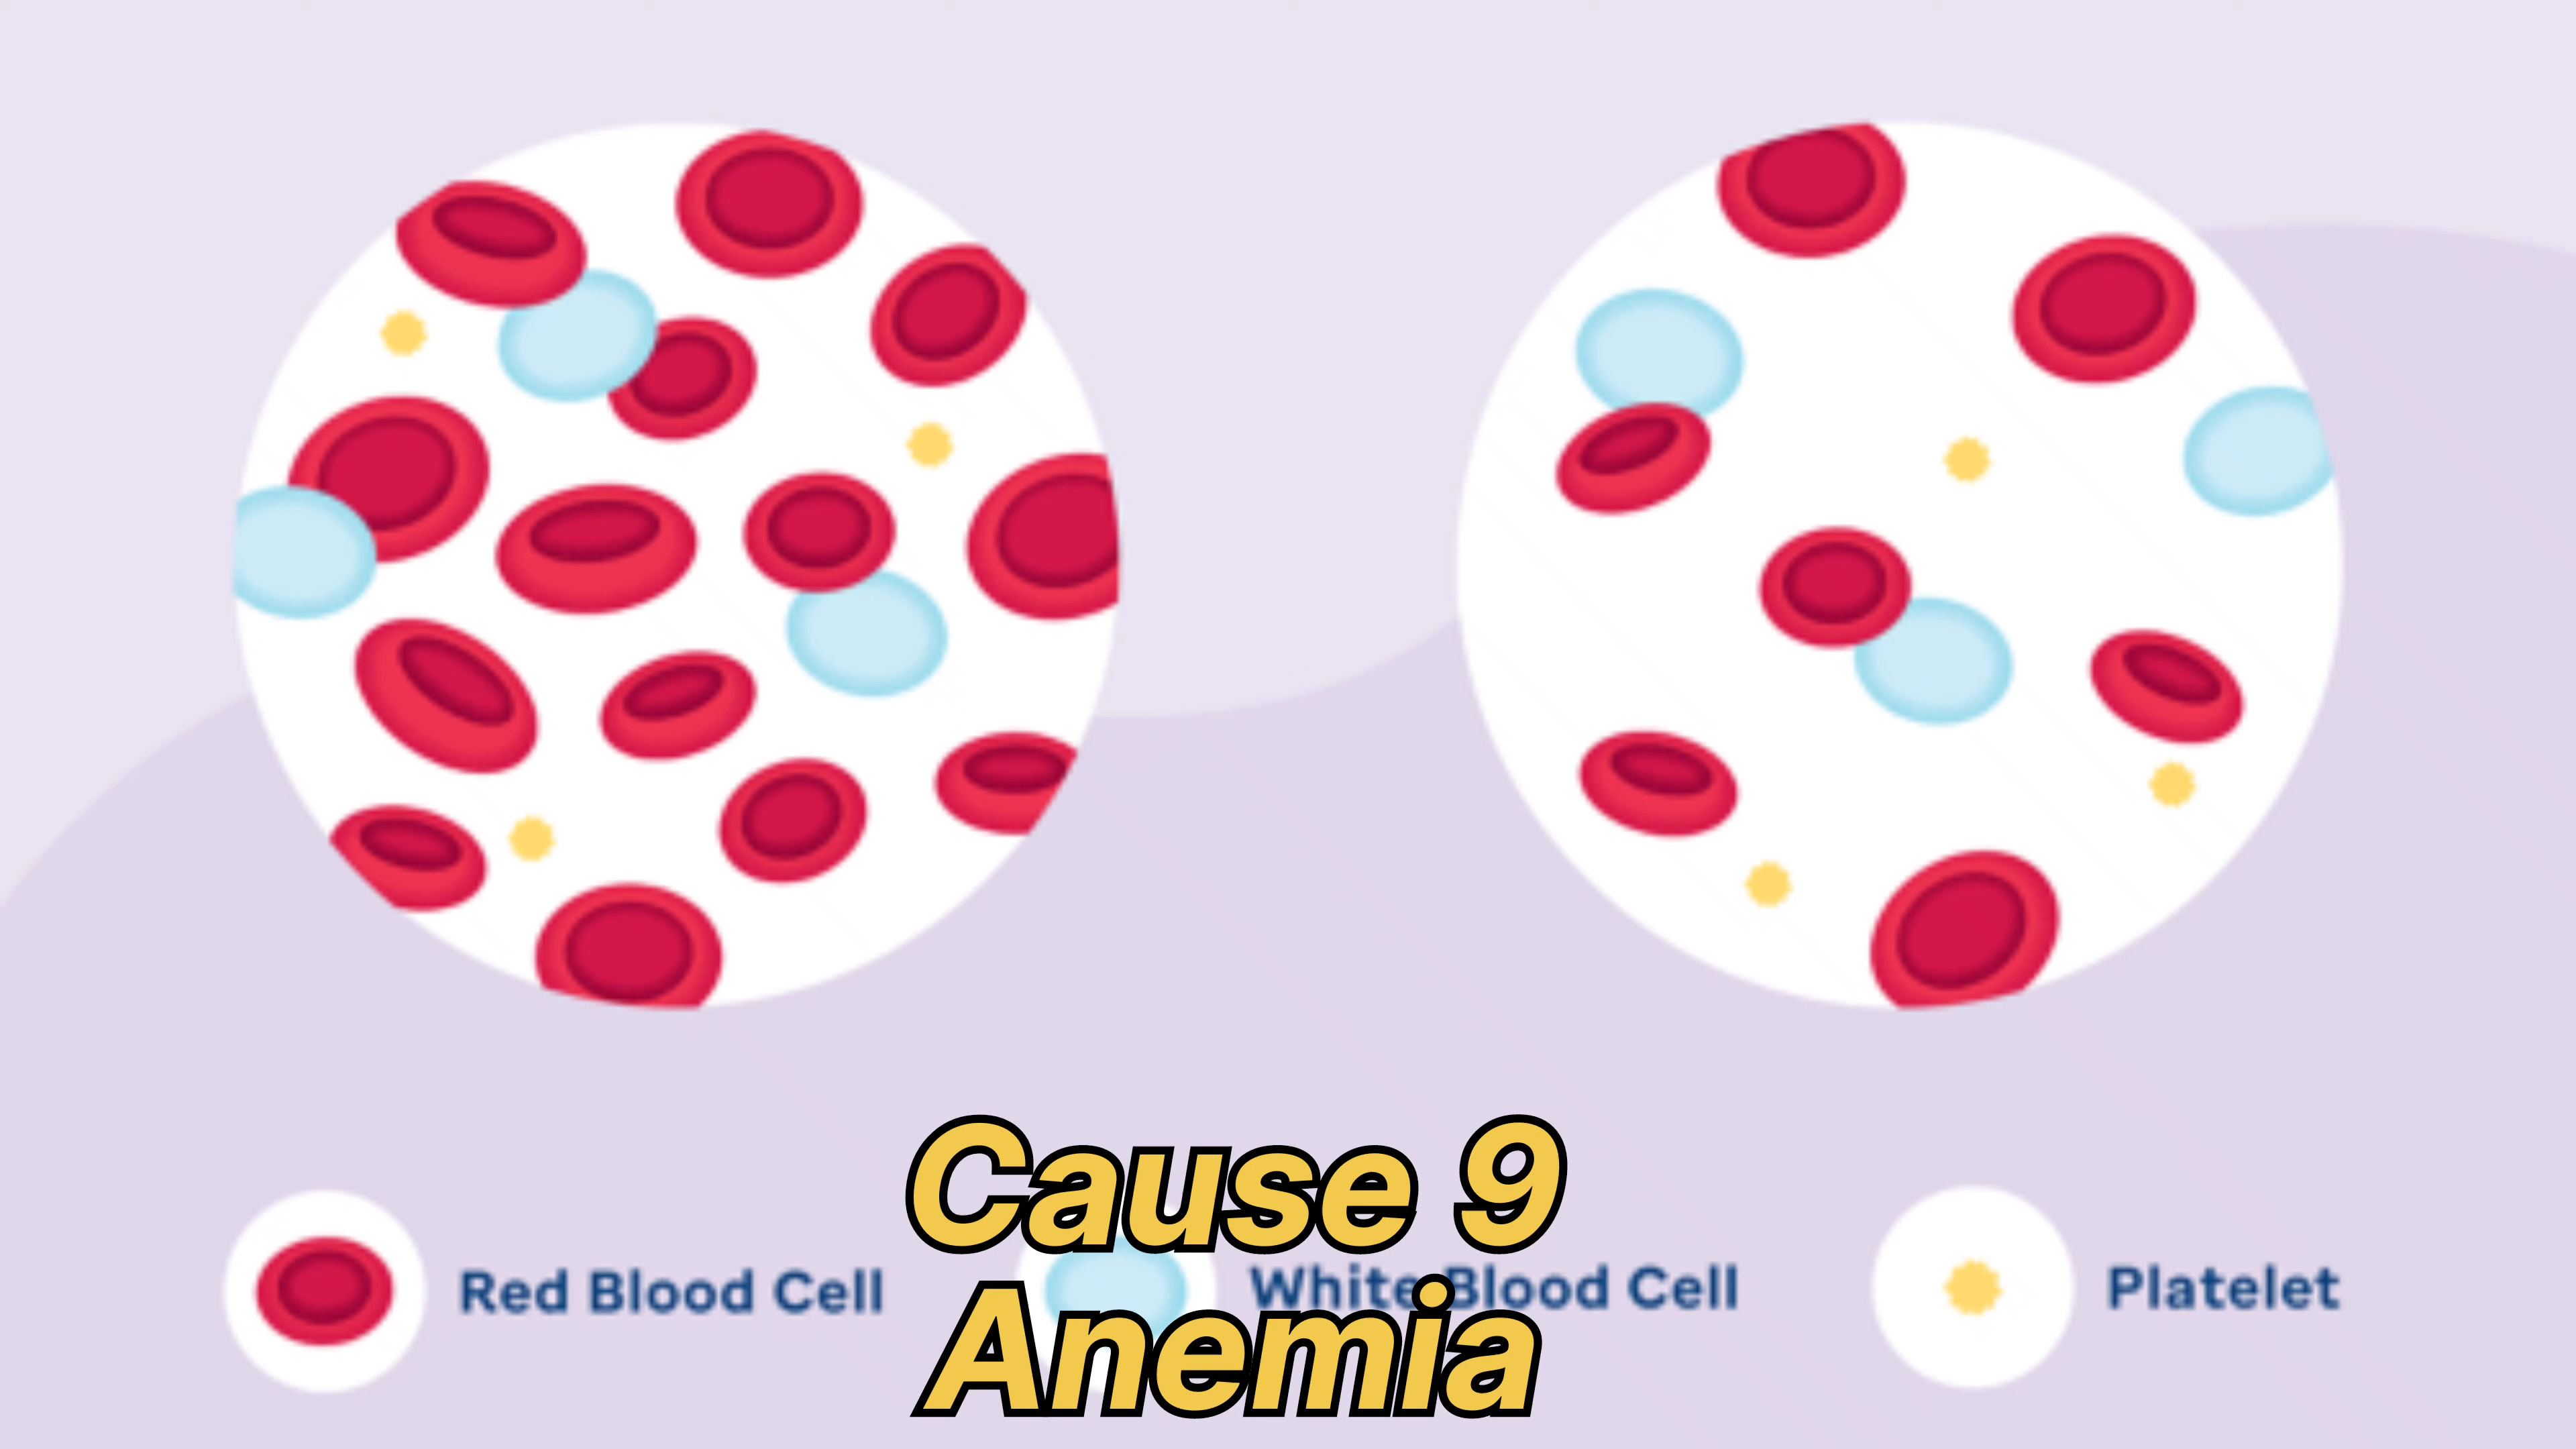 Cause 9
Anemia
Red Blood Cell
White Blood Cell
Platelet